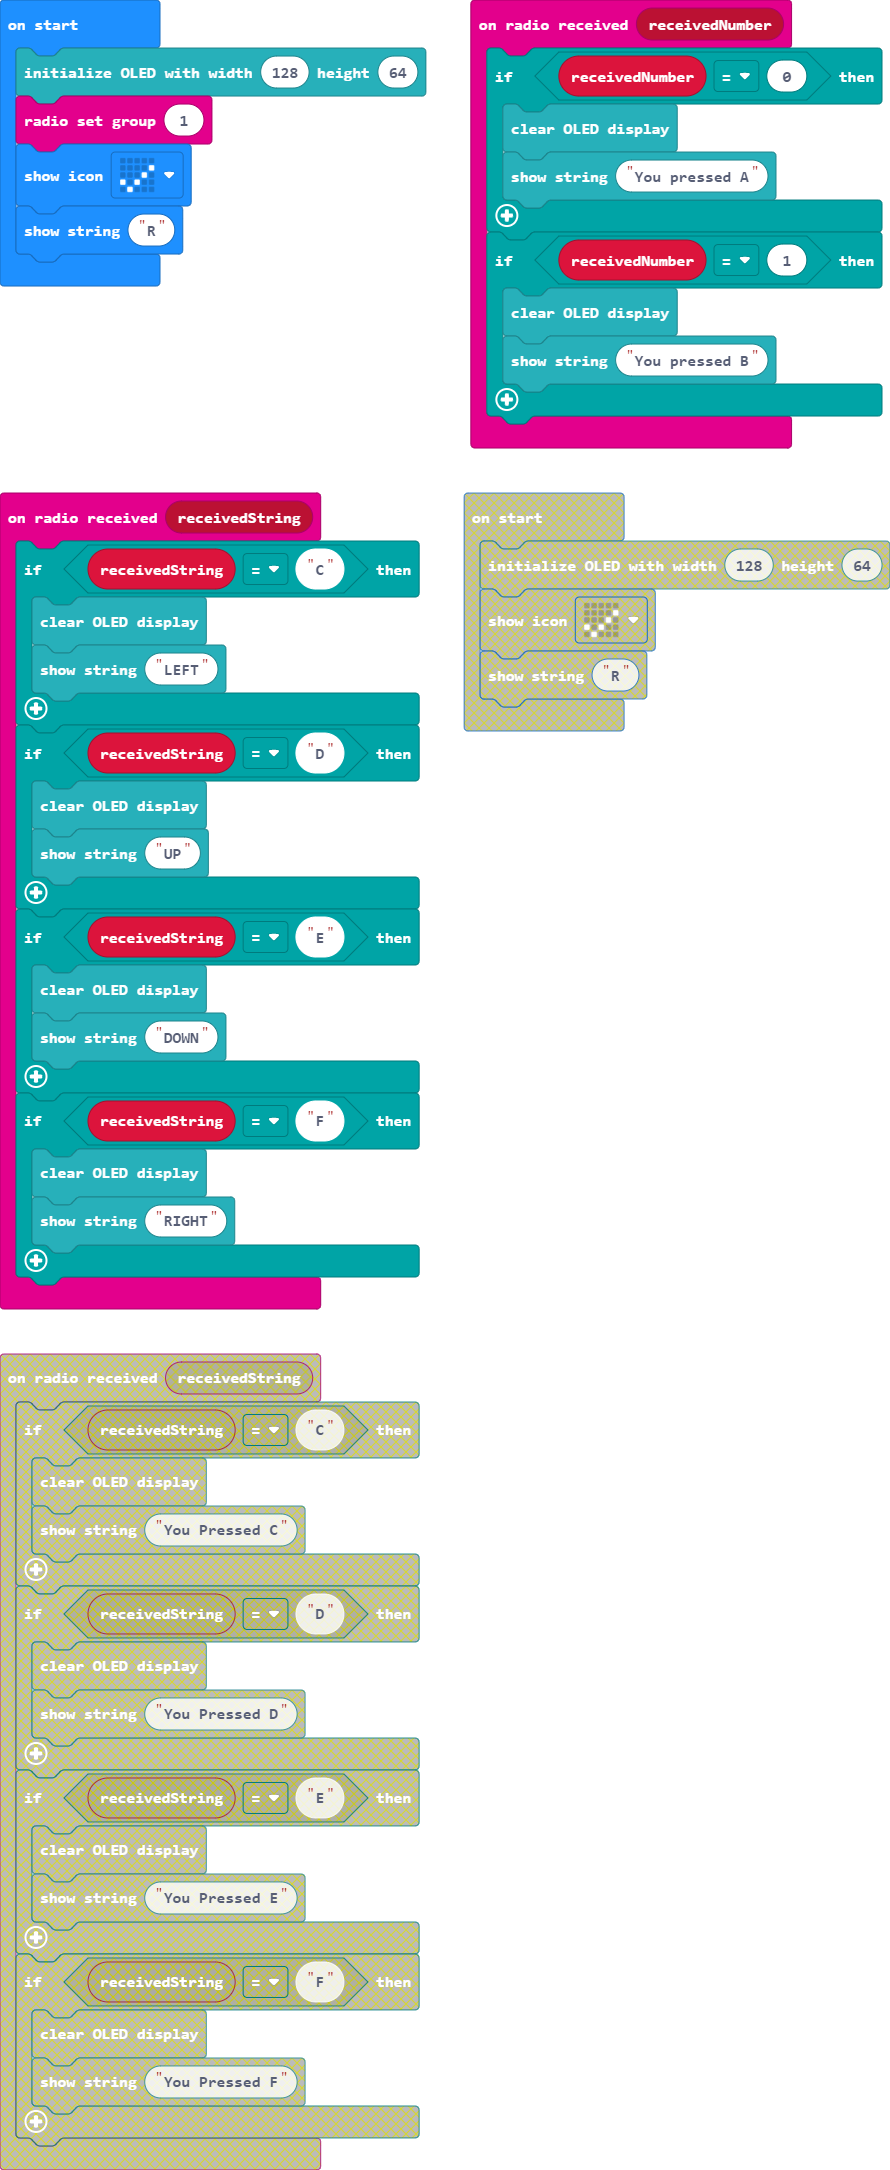 on start
initialize OLED with width 128 height 64
radio set group 1
show icon
show string "R"
on radio received receivedNumber
if receivedNumber = 0 then
clear OLED display
show string "You pressed A"
if receivedNumber = 1 then
clear OLED display
show string "You pressed B"
on radio received receivedString
if receivedString = "C" then
clear OLED display
show string "LEFT"
if receivedString = "D" then
clear OLED display
show string "UP"
if receivedString = "E" then
clear OLED display
show string "DOWN"
if receivedString = "F" then
clear OLED display
show string "RIGHT"
on start
initialize OLED with width 128 height 64
show icon
show string "R"
on radio received receivedString
if receivedString = "C" then
clear OLED display
show string "You Pressed C"
if receivedString = "D" then
clear OLED display
show string "You Pressed D"
if receivedString = "E" then
clear OLED display
show string "You Pressed E"
if receivedString = "F" then
clear OLED display
show string "You Pressed F"